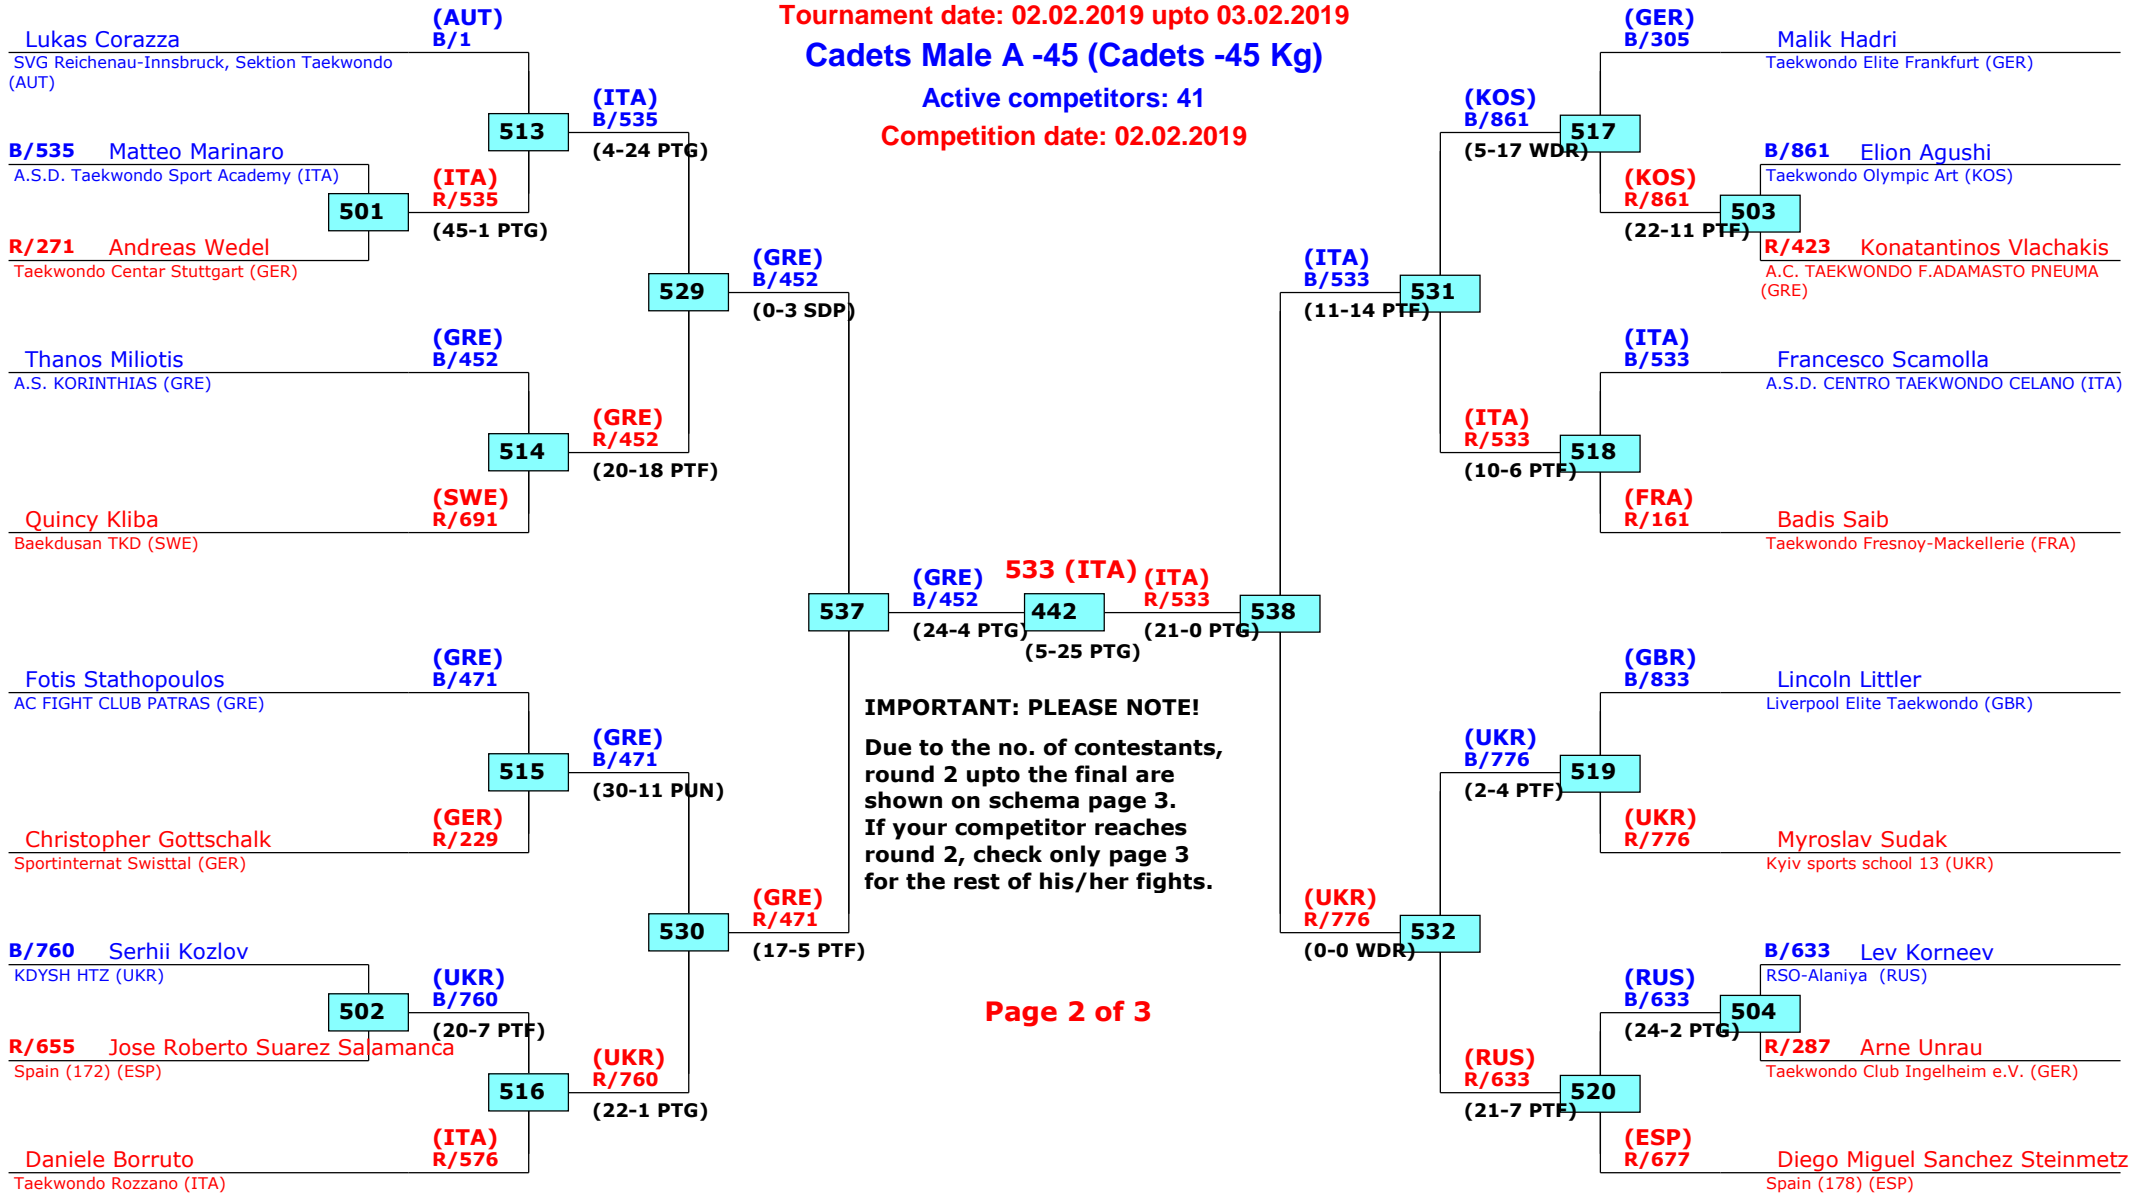 Tournament date: 02.02.2019 upto 03.02.2019
Cadets Male A -45 (Cadets -45 Kg)
Active competitors: 41
Competition date: 02.02.2019
Lukas Corazza
SVG Reichenau-Innsbruck, Sektion Taekwondo
(AUT)
(AUT)
B/1
B/535 Matteo Marinaro
A.S.D. Taekwondo Sport Academy (ITA)
R/271 Andreas Wedel
Taekwondo Centar Stuttgart (GER)
501
(ITA)
R/535
(45-1 PTG)
513
(ITA)
B/535
(4-24 PTG)
Thanos Miliotis
A.S. KORINTHIAS (GRE)
(GRE)
B/452
Quincy Kliba
Baekdusan TKD (SWE)
(SWE)
R/691
514
(GRE)
R/452
(20-18 PTF)
529
(GRE)
B/452
(0-3 SDP)
Fotis Stathopoulos
AC FIGHT CLUB PATRAS (GRE)
(GRE)
B/471
Christopher Gottschalk
Sportinternat Swisttal (GER)
(GER)
R/229
515
(GRE)
B/471
(30-11 PUN)
B/760 Serhii Kozlov
KDYSH HTZ (UKR)
R/655 Jose Roberto Suarez Salamanca
Spain (172) (ESP)
502
(UKR)
B/760
(20-7 PTF)
Daniele Borruto
Taekwondo Rozzano (ITA)
(ITA)
R/576
516
(UKR)
R/760
(22-1 PTG)
530
(GRE)
R/471
(17-5 PTF)
537
(GRE)
B/452
(24-4 PTG)
533 (ITA)
442
(5-25 PTG)
(ITA)
R/533
(21-0 PTG)
538
IMPORTANT: PLEASE NOTE!
Due to the no. of contestants,
round 2 upto the final are
shown on schema page 3.
If your competitor reaches
round 2, check only page 3
for the rest of his/her fights.
Page 2 of 3
(GER)
B/305
Malik Hadri
Taekwondo Elite Frankfurt (GER)
(KOS)
B/861
(5-17 WDR)
517
B/861 Elion Agushi
Taekwondo Olympic Art (KOS)
(KOS)
R/861
(22-11 PTF)
503
R/423 Konatantinos Vlachakis
A.C. TAEKWONDO F.ADAMASTO PNEUMA
(GRE)
(ITA)
B/533
(11-14 PTF)
531
(ITA)
B/533
Francesco Scamolla
A.S.D. CENTRO TAEKWONDO CELANO (ITA)
(ITA)
R/533
(10-6 PTF)
518
(FRA)
R/161
Badis Saib
Taekwondo Fresnoy-Mackellerie (FRA)
(GBR)
B/833
Lincoln Littler
Liverpool Elite Taekwondo (GBR)
(UKR)
B/776
(2-4 PTF)
519
(UKR)
R/776
Myroslav Sudak
Kyiv sports school 13 (UKR)
(UKR)
R/776
(0-0 WDR)
532
B/633 Lev Korneev
RSO-Alaniya (RUS)
(RUS)
B/633
(24-2 PTG)
504
R/287 Arne Unrau
Taekwondo Club Ingelheim e.V. (GER)
(RUS)
R/633
(21-7 PTF)
520
(ESP)
R/677
Diego Miguel Sanchez Steinmetz
Spain (178) (ESP)